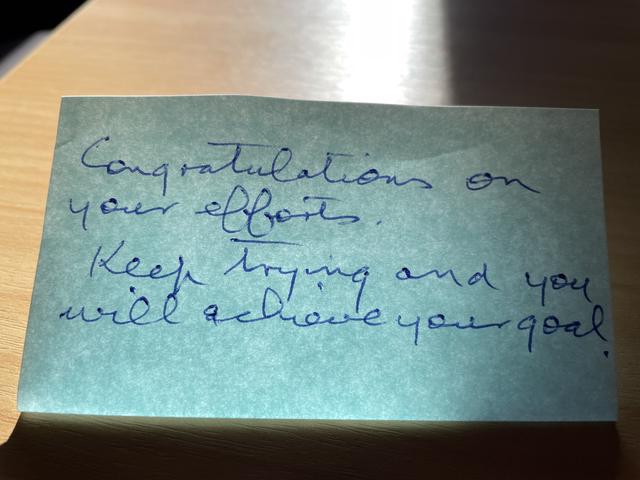 Congratulations on
your efforts.
Keep trying and you
will achieve your goal.